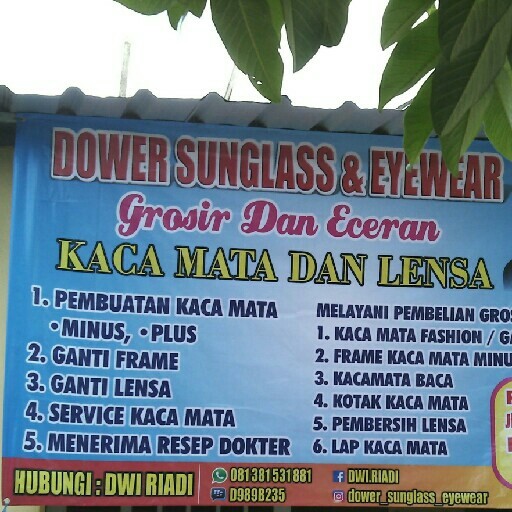 DOWER SUNGLASS & EYEWEAR
Grosir Dan Eceran
KACA MATA DAN LENSA
1. PEMBUATAN KACA MATA
•MINUS, •PLUS
2. GANTI FRAME
3. GANTI LENSA
4. SERVICE KACA MATA
5. MENERIMA RESEP DOKTER
MELAYANI PEMBELIAN GROS
1. KACA MATA FASHION / GA
2. FRAME KACA MATA MINU
3. KACAMATA BACA
4. KOTAK KACA MATA
5. PEMBERSIH LENSA
6. LAP KACA MATA
HUBUNGI : DWI RIADI
081381531881
D989B235
DWI.RIADI
dower_sunglass_eyewear